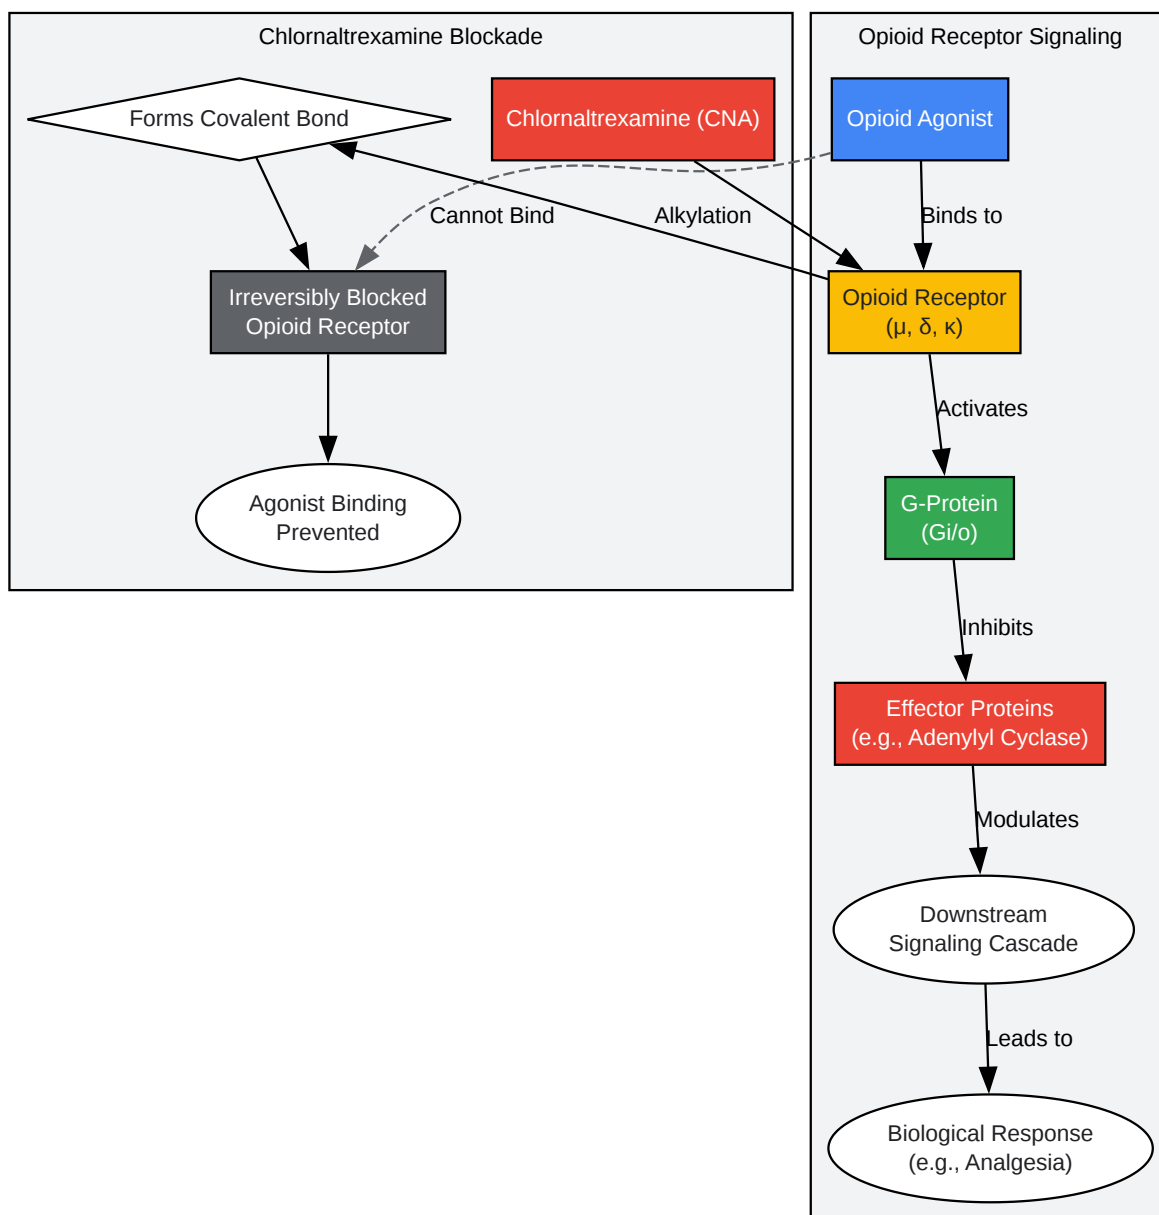 Chlornaltrexamine Blockade
Opioid Receptor Signaling
Forms Covalent Bond
Chlornaltrexamine (CNA)
Opioid Agonist
Cannot Bind
Alkylation
Binds to
Irreversibly Blocked
Opioid Receptor
Opioid Receptor
(μ, δ, κ)
Activates
Agonist Binding
Prevented
G-Protein
(Gi/o)
Inhibits
Effector Proteins
(e.g., Adenylyl Cyclase)
Modulates
Downstream
Signaling Cascade
Leads to
Biological Response
(e.g., Analgesia)